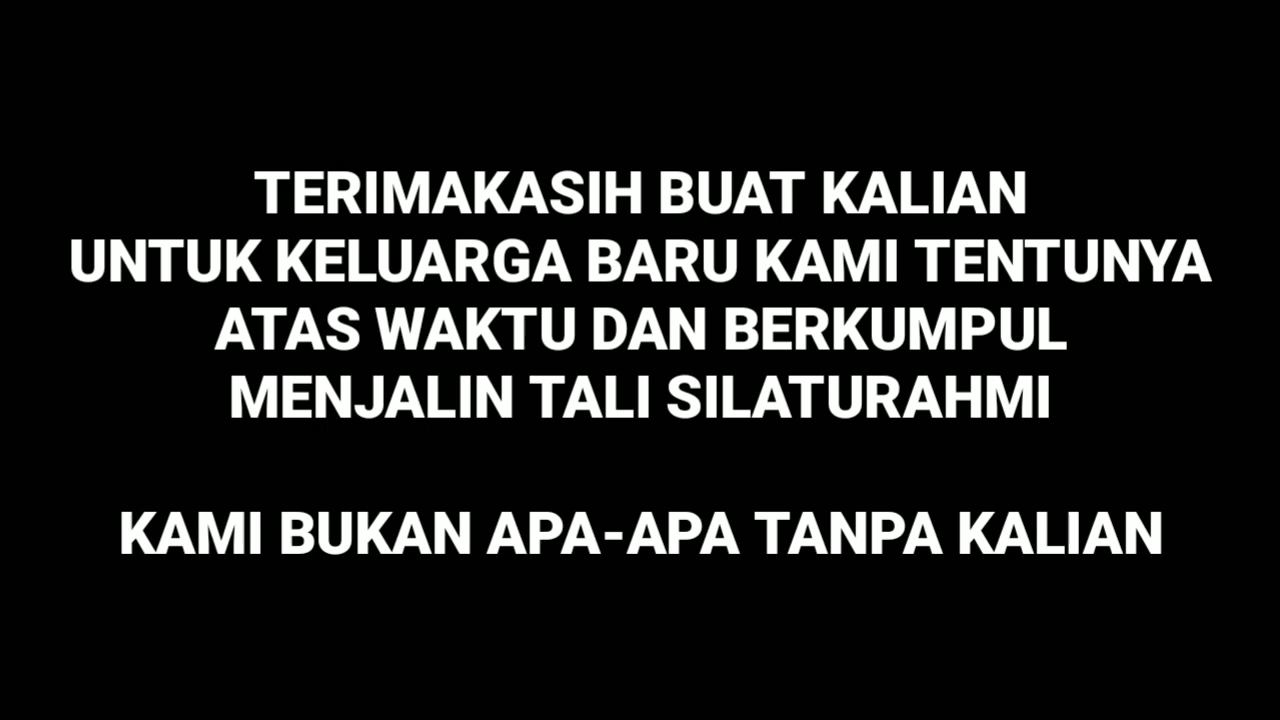 TERIMAKASIH BUAT KALIAN
UNTUK KELUARGA BARU KAMI TENTUNYA
ATAS WAKTU DAN BERKUMPUL
MENJALIN TALI SILATURAHMI
KAMI BUKAN APA-APA TANPA KALIAN